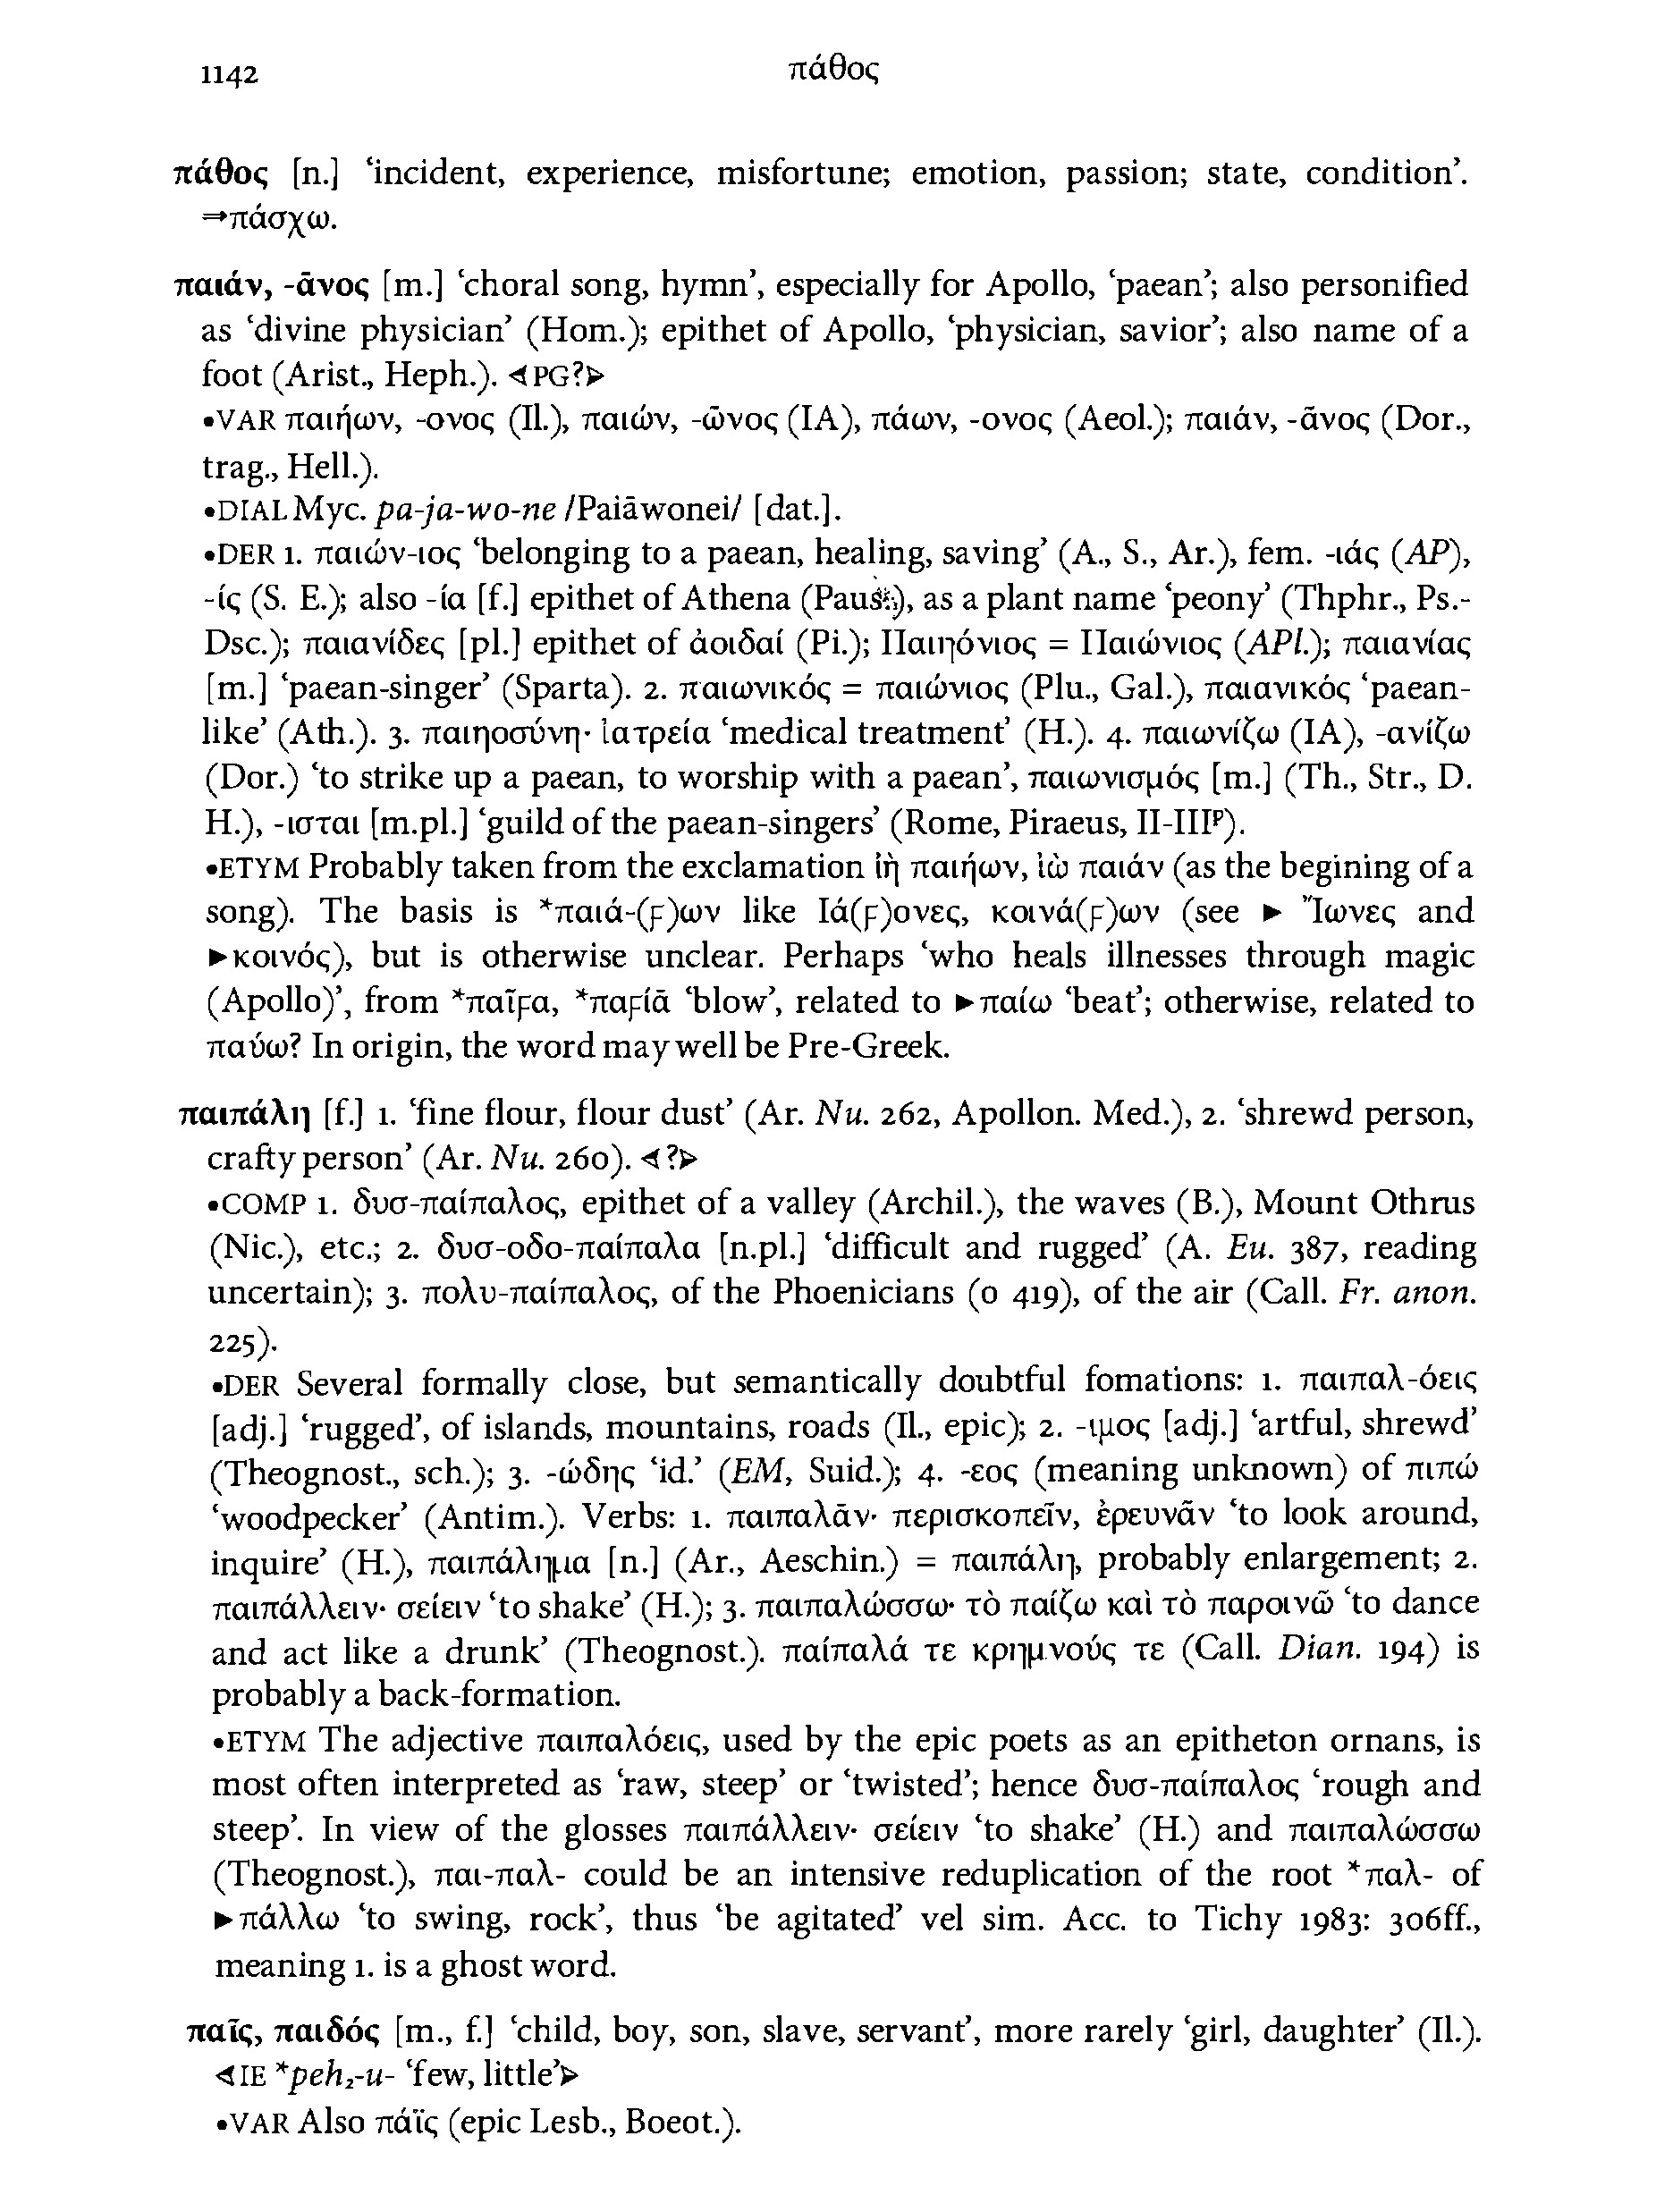 1142
πάθος
πάθος [n.] ‘incident, experience, misfortune; emotion, passion; state, condition’.
⇒πάσχω.
παιάν, -ᾶνος [m.] ‘choral song, hymn’, especially for Apollo, ‘paean’; also personified
as ‘divine physician’ (Hom.); epithet of Apollo, ‘physician, savior’; also name of a
foot (Arist., Heph.). ⊲PG?⊳
•VAR παιήων, -ονος (Il.), παιών, -ῶνος (IA), πάων, -ονος (Aeol.); παιάν, -ᾶνος (Dor.,
trag., Hell.).
•DIAL Myc. pa-ja-wo-ne /Paiāwonei/ [dat.].
•DER 1. παιών-ιος ‘belonging to a paean, healing, saving’ (A., S., Ar.), fem. -ιάς (AP),
-ίς (S. E.); also -ία [f.] epithet of Athena (Paus.), as a plant name ‘peony’ (Thphr., Ps.-
Dsc.); παιανίδες [pl.] epithet of ἀοιδαί (Pi.); Παιηόνιος = Παιώνιος (APl.); παιανίας
[m.] ‘paean-singer’ (Sparta). 2. παιωνικός = παιώνιος (Plu., Gal.), παιανικός ‘paean-
like’ (Ath.). 3. παιηοσύνη· ἰατρεία ‘medical treatment’ (H.). 4. παιωνίζω (IA), -ανίζω
(Dor.) ‘to strike up a paean, to worship with a paean’, παιωνισμός [m.] (Th., Str., D.
H.), -ισται [m.pl.] ‘guild of the paean-singers’ (Rome, Piraeus, II-IIIᵖ).
•ETYM Probably taken from the exclamation ἰὴ παιήων, ἰὼ παιάν (as the begining of a
song). The basis is *παιά-(ϝ)ων like Ιά(ϝ)ονες, κοινά(ϝ)ων (see ► Ἴωνες and
►κοινός), but is otherwise unclear. Perhaps ‘who heals illnesses through magic
(Apollo)’, from *παῖϝα, *παϝίᾱ ‘blow’, related to ►παίω ‘beat’; otherwise, related to
παύω? In origin, the word may well be Pre-Greek.
παιπάλη [f.] 1. ‘fine flour, flour dust’ (Ar. Nu. 262, Apollon. Med.), 2. ‘shrewd person,
crafty person’ (Ar. Nu. 260). ⊲?⊳
•COMP 1. δυσ-παίπαλος, epithet of a valley (Archil.), the waves (B.), Mount Othrus
(Nic.), etc.; 2. δυσ-οδο-παίπαλα [n.pl.] ‘difficult and rugged’ (A. Eu. 387, reading
uncertain); 3. πολυ-παίπαλος, of the Phoenicians (ο 419), of the air (Call. Fr. anon.
225).
•DER Several formally close, but semantically doubtful fomations: 1. παιπαλ-όεις
[adj.] ‘rugged’, of islands, mountains, roads (Il., epic); 2. -ιμος [adj.] ‘artful, shrewd’
(Theognost., sch.); 3. -ώδης ‘id.’ (EM, Suid.); 4. -εος (meaning unknown) of πιπώ
‘woodpecker’ (Antim.). Verbs: 1. παιπαλᾶν· περισκοπεῖν, ἐρευνᾶν ‘to look around,
inquire’ (H.), παιπάλημα [n.] (Ar., Aeschin.) = παιπάλη, probably enlargement; 2.
παιπάλλειν· σείειν ‘to shake’ (H.); 3. παιπαλώσσω· τὸ παίζω καὶ τὸ παροινῶ ‘to dance
and act like a drunk’ (Theognost.). παίπαλά τε κρημνούς τε (Call. Dian. 194) is
probably a back-formation.
•ETYM The adjective παιπαλόεις, used by the epic poets as an epitheton ornans, is
most often interpreted as ‘raw, steep’ or ‘twisted’; hence δυσ-παίπαλος ‘rough and
steep’. In view of the glosses παιπάλλειν· σείειν ‘to shake’ (H.) and παιπαλώσσω
(Theognost.), παι-παλ- could be an intensive reduplication of the root *παλ- of
►πάλλω ‘to swing, rock’, thus ‘be agitated’ vel sim. Acc. to Tichy 1983: 306ff.,
meaning 1. is a ghost word.
παῖς, παιδός [m., f.] ‘child, boy, son, slave, servant’, more rarely ‘girl, daughter’ (Il.).
⊲IE *peh₂-u- ‘few, little’⊳
•VAR Also πάϊς (epic Lesb., Boeot.).